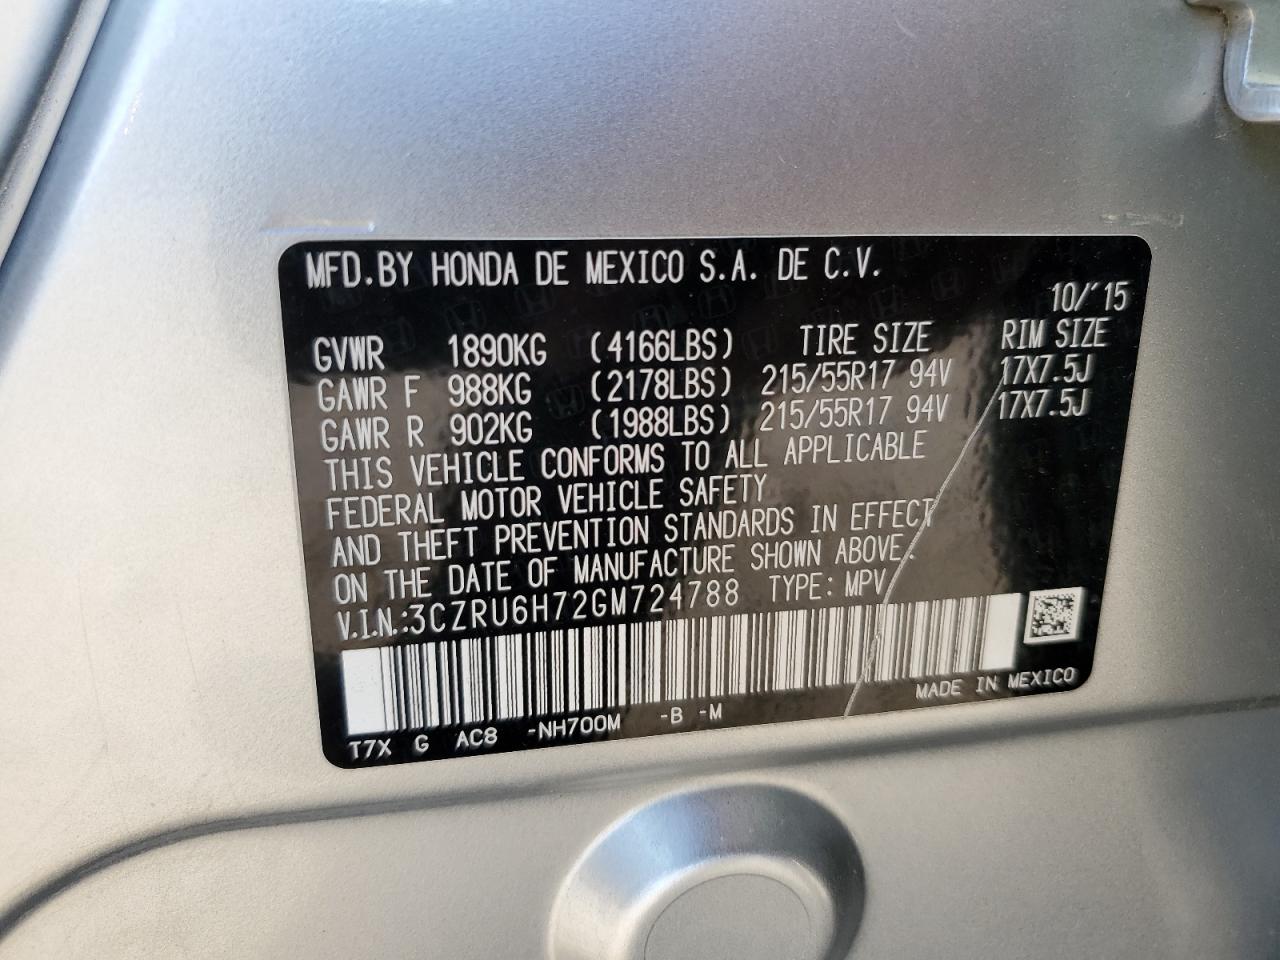 MFD.BY HONDA DE MEXICO S.A. DE C.V.
10/'15
GVWR 1890KG (4166LBS) TIRE SIZE RIM SIZE
GAWR F 988KG (2178LBS) 215/55R17 94V 17X7.5J
GAWR R 902KG (1988LBS) 215/55R17 94V 17X7.5J
THIS VEHICLE CONFORMS TO ALL APPLICABLE
FEDERAL MOTOR VEHICLE SAFETY
AND THEFT PREVENTION STANDARDS IN EFFECT
ON THE DATE OF MANUFACTURE SHOWN ABOVE.
V.I.N.:3CZRU6H72GM724788 TYPE: MPV
MADE IN MEXICO
T7X G AC8 -NH700M -B -M